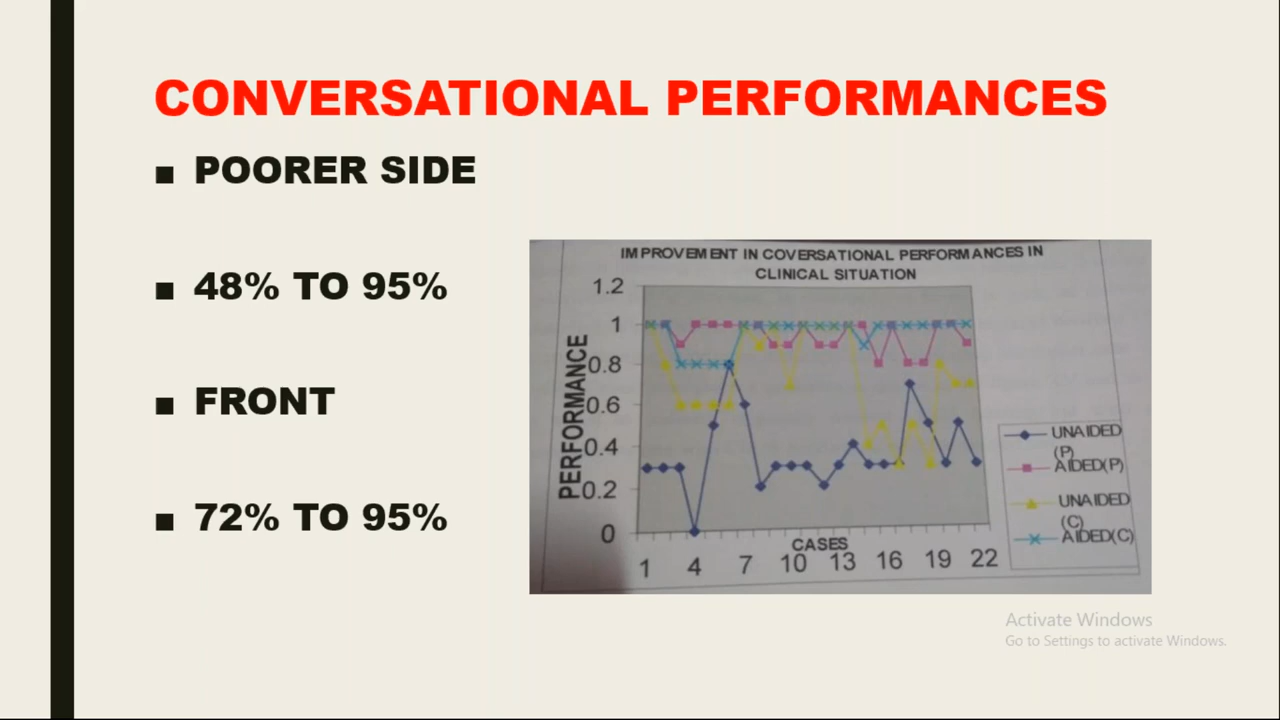 CONVERSATIONAL PERFORMANCES
■ POORER SIDE
■ 48% TO 95%
■ FRONT
■ 72% TO 95%
IMPROVEMENT IN COVERSATIONAL PERFORMANCES IN
CLINICAL SITUATION
1.2
1
0.8
0.6
0.4
0.2
0
PERFORMANCE
CASES
1 4 7 10 13 16 19 22
UNAIDED
(P)
AIDED(P)
UNAIDED
(C)
AIDED(C)
Activate Windows
Go to Settings to activate Windows.